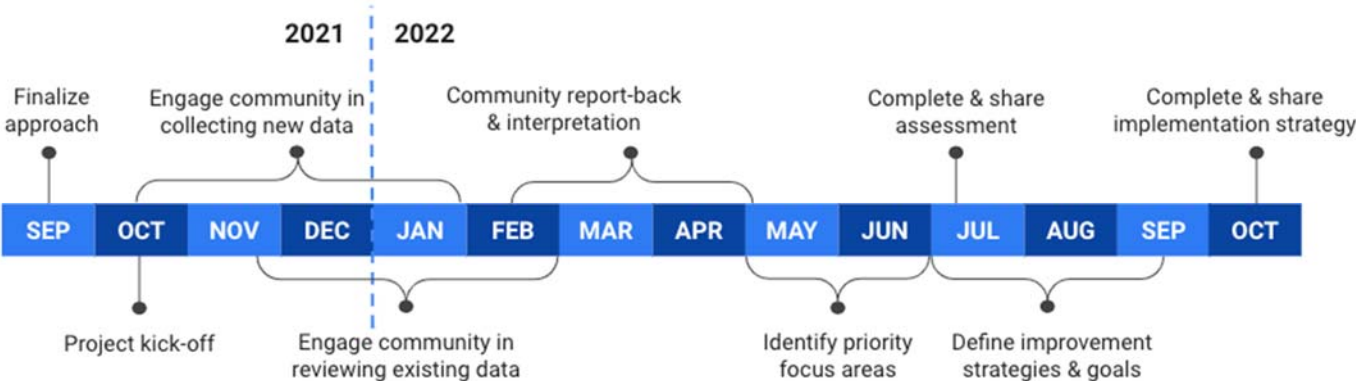 2021
2022
Finalize
approach
Engage community in
collecting new data
Community report-back
& interpretation
Complete & share
assessment
Complete & share
implementation strategy
SEP OCT NOV DEC JAN FEB MAR APR MAY JUN JUL AUG SEP OCT
Project kick-off
Engage community in
reviewing existing data
Identify priority
focus areas
Define improvement
strategies & goals